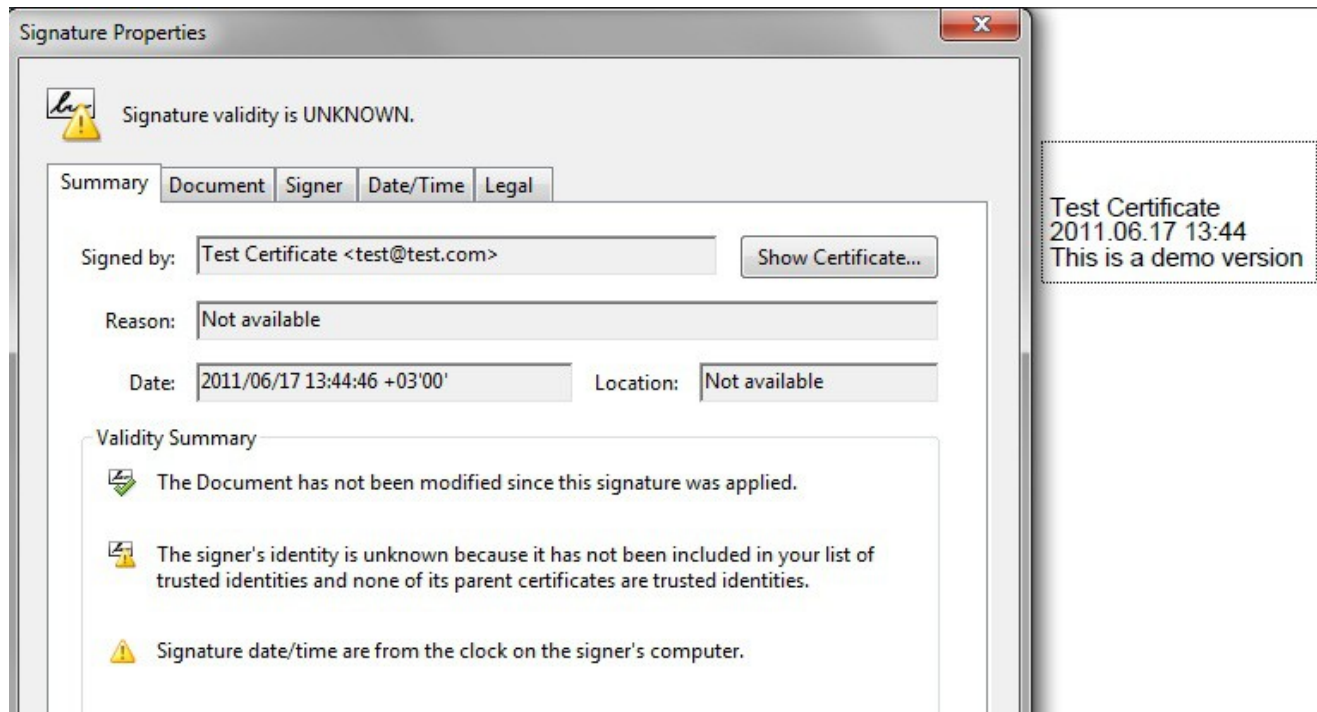 Signature Properties
Signature validity is UNKNOWN.
Summary Document Signer Date/Time Legal
Signed by: Test Certificate <test@test.com> Show Certificate...
Reason: Not available
Date: 2011/06/17 13:44:46 +03'00' Location: Not available
Validity Summary
The Document has not been modified since this signature was applied.
The signer's identity is unknown because it has not been included in your list of
trusted identities and none of its parent certificates are trusted identities.
Signature date/time are from the clock on the signer's computer.
Test Certificate
2011.06.17 13:44
This is a demo version